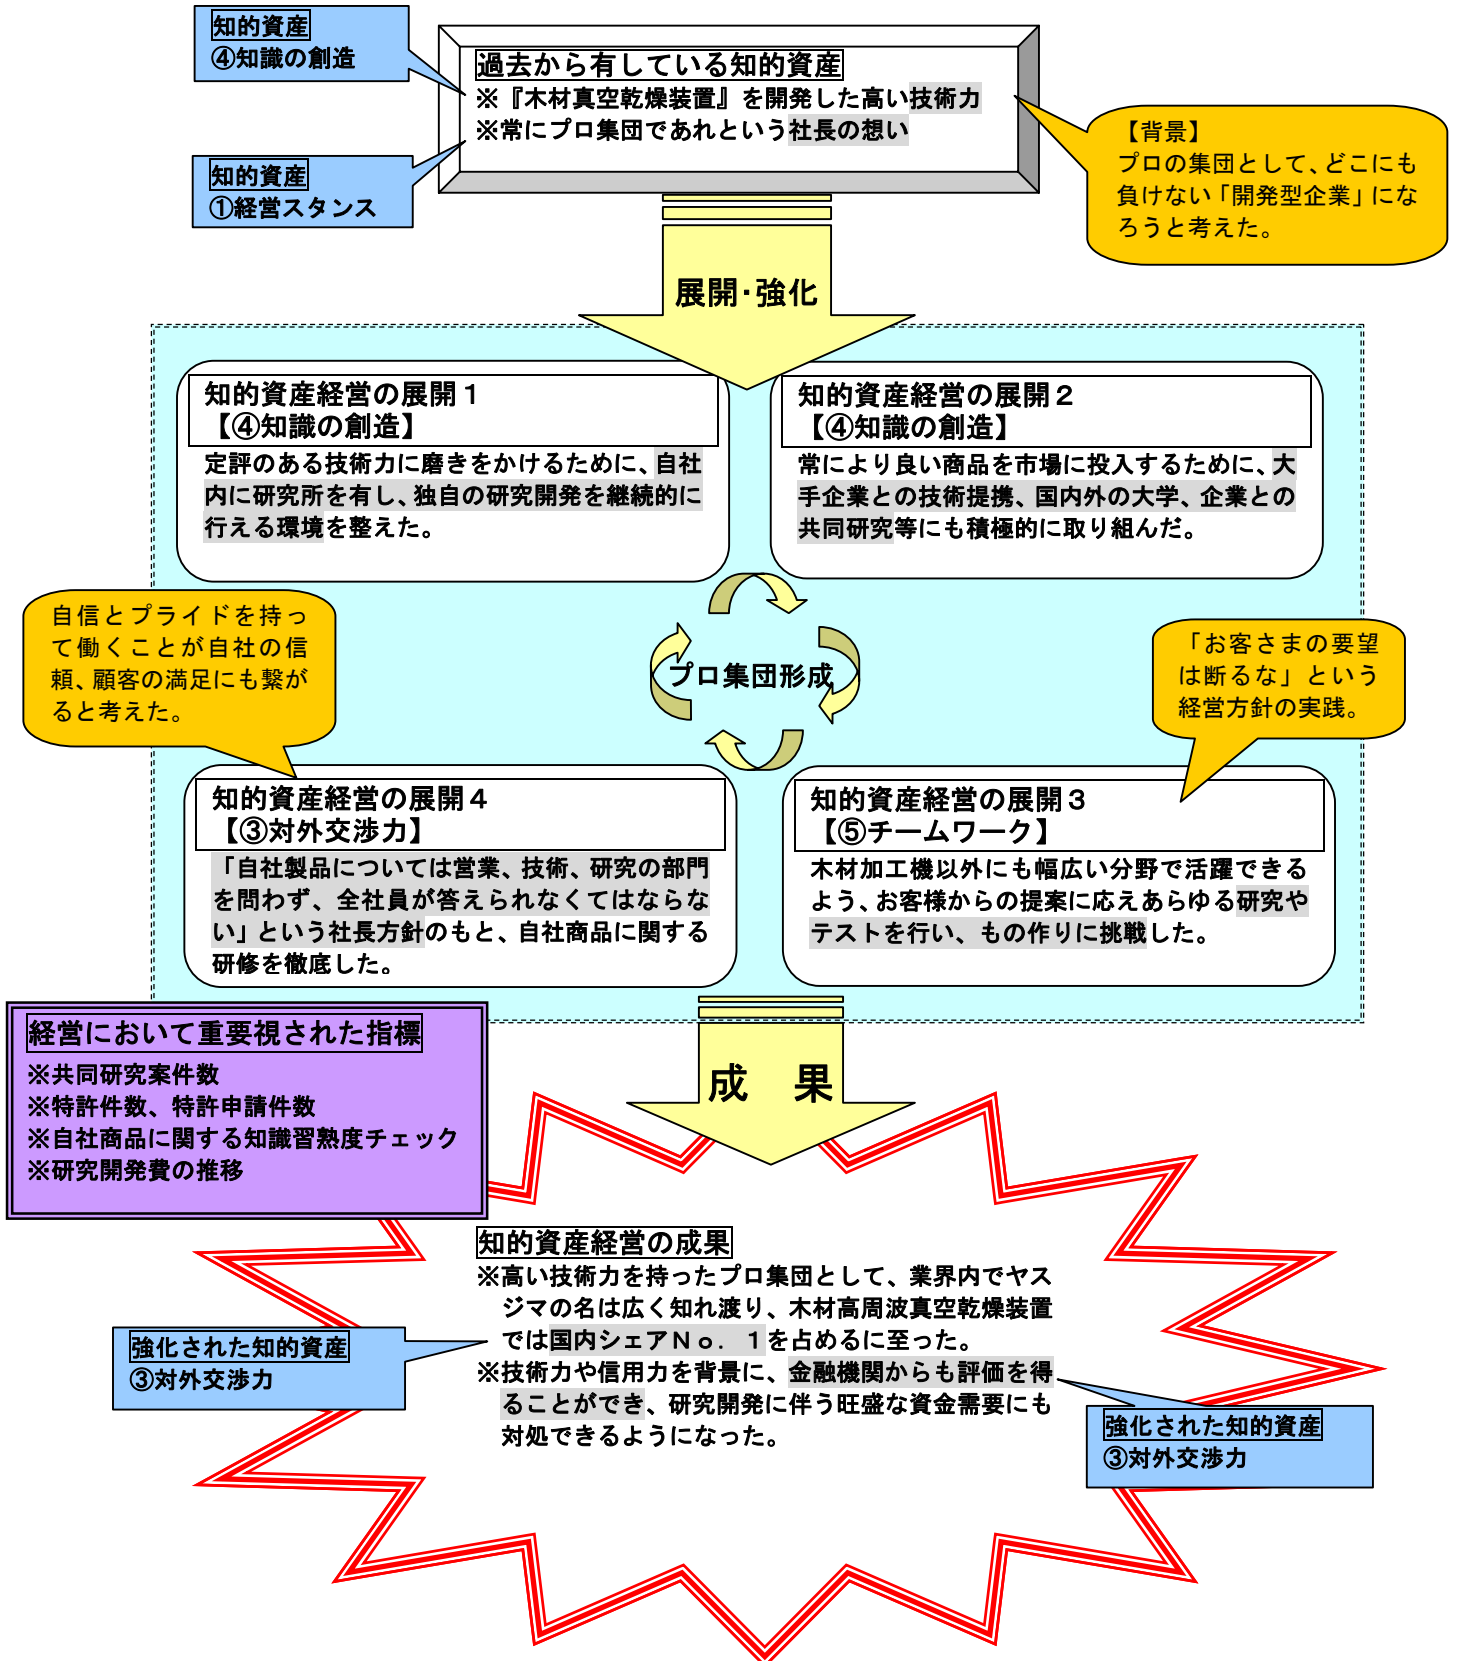 知的資産
④知識の創造
過去から有している知的資産
※『木材真空乾燥装置』を開発した高い技術力
※常にプロ集団であれという社長の想い
知的資産
①経営スタンス
【背景】
プロの集団として、どこにも
負けない「開発型企業」にな
ろうと考えた。
展開・強化
知的資産経営の展開１
【④知識の創造】
定評のある技術力に磨きをかけるために、自社
内に研究所を有し、独自の研究開発を継続的に
行える環境を整えた。
知的資産経営の展開２
【④知識の創造】
常により良い商品を市場に投入するために、大
手企業との技術提携、国内外の大学、企業との
共同研究等にも積極的に取り組んだ。
自信とプライドを持っ
て働くことが自社の信
頼、顧客の満足にも繋が
ると考えた。
プロ集団形成
「お客さまの要望
は断るな」という
経営方針の実践。
知的資産経営の展開４
【③対外交渉力】
「自社製品については営業、技術、研究の部門
を問わず、全社員が答えられなくてはならな
い」という社長方針のもと、自社商品に関する
研修を徹底した。
知的資産経営の展開３
【⑤チームワーク】
木材加工機以外にも幅広い分野で活躍できる
よう、お客様からの提案に応えあらゆる研究や
テストを行い、もの作りに挑戦した。
経営において重要視された指標
※共同研究案件数
※特許件数、特許申請件数
※自社商品に関する知識習熟度チェック
※研究開発費の推移
成　果
知的資産経営の成果
※高い技術力を持ったプロ集団として、業界内でヤス
ジマの名は広く知れ渡り、木材高周波真空乾燥装置
では国内シェアＮｏ．１を占めるに至った。
※技術力や信用力を背景に、金融機関からも評価を得
ることができ、研究開発に伴う旺盛な資金需要にも
対処できるようになった。
強化された知的資産
③対外交渉力
強化された知的資産
③対外交渉力